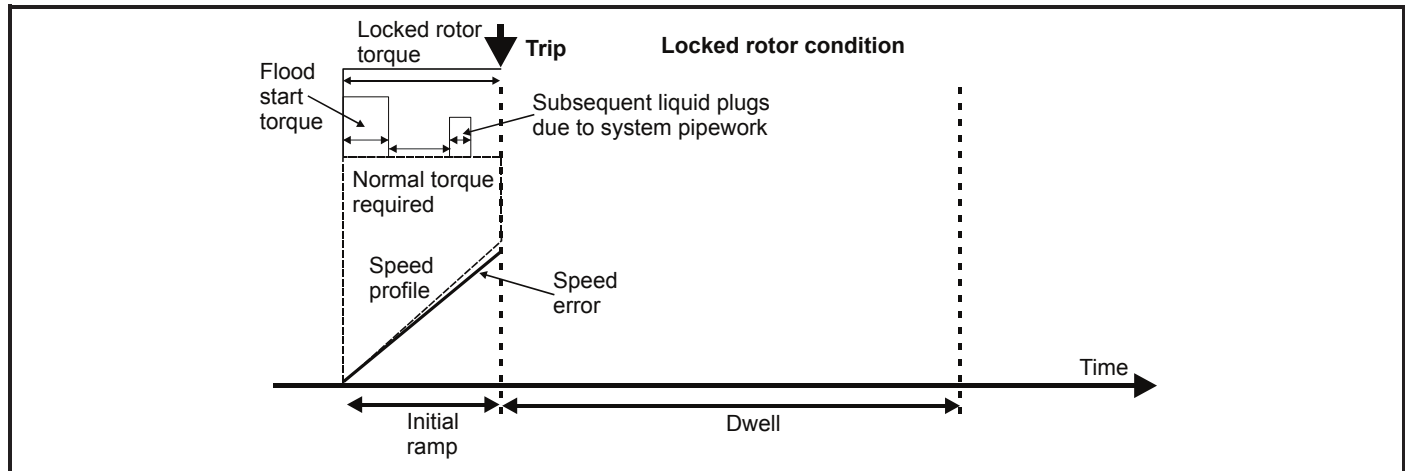 Locked rotor
torque
Trip
Locked rotor condition
Flood
start
torque
Subsequent liquid plugs
due to system pipework
Normal torque
required
Speed
profile
Speed
error
Time
Initial
ramp
Dwell